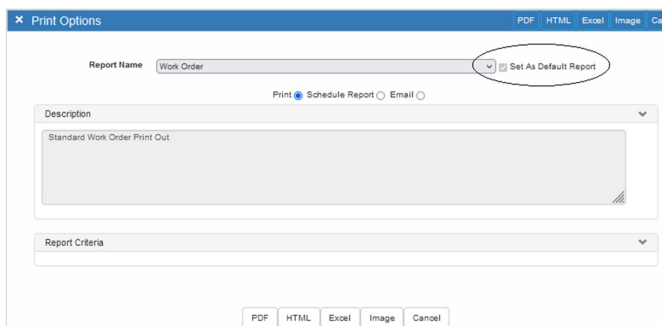 × Print Options PDF HTML Excel Image
Report Name Work Order Set As Default Report
Print Schedule Report Email
Description
Standard Work Order Print Out
Report Criteria
PDF HTML Excel Image Cancel